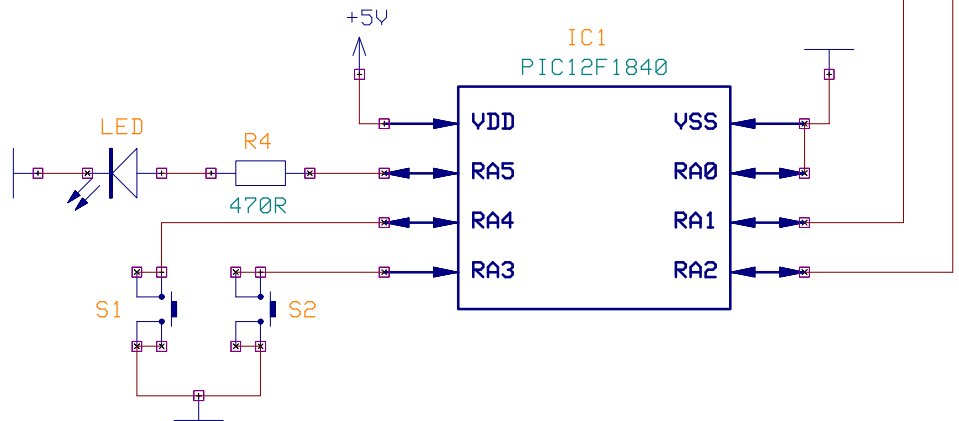 +5V
IC1
PIC12F1840
LED
R4
470R
VDD
VSS
RA5
RA0
RA4
RA1
RA3
RA2
S1
S2